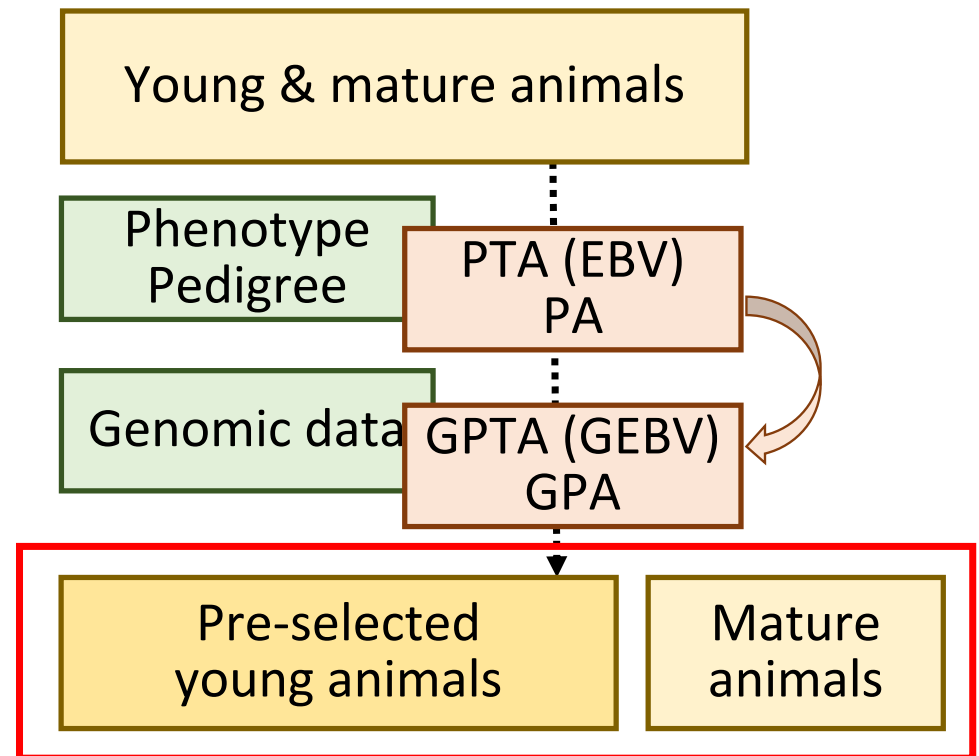 Young & mature animals
Phenotype
Pedigree
PTA (EBV)
PA
Genomic data
GPTA (GEBV)
GPA
Pre-selected
young animals
Mature
animals